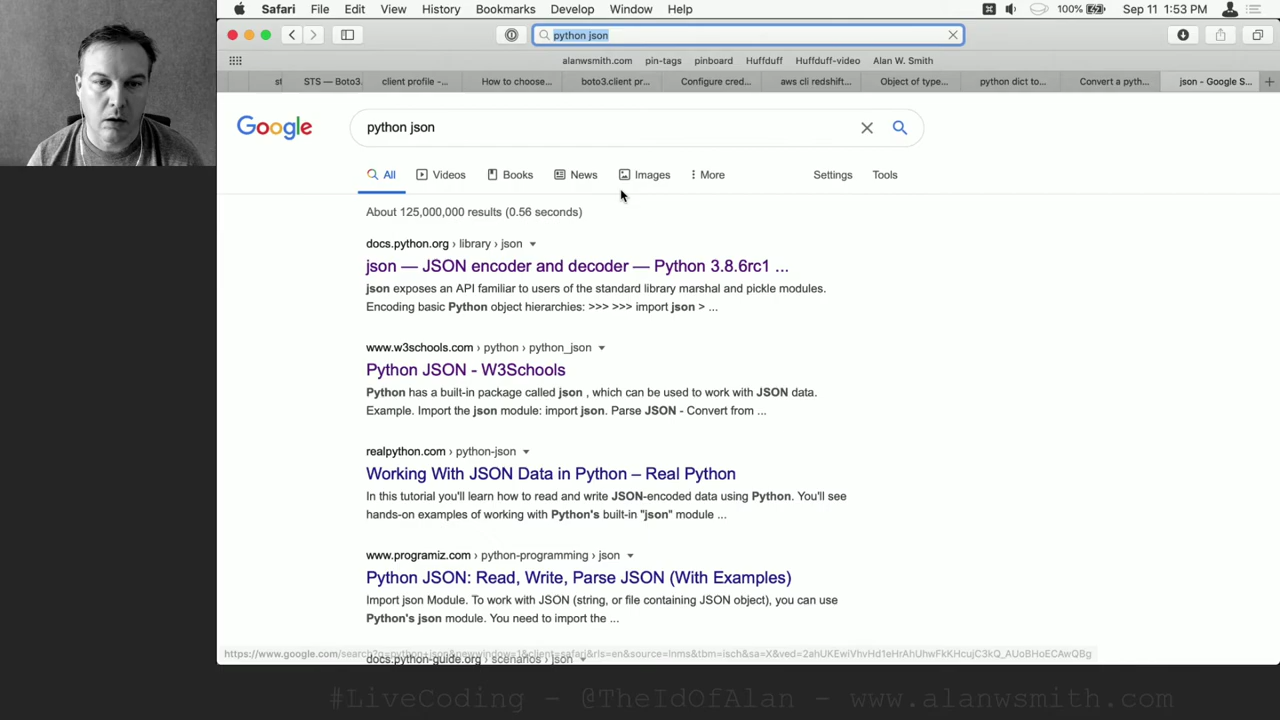 Safari File Edit View History Bookmarks Develop Window Help 100% Sep 11 1:53 PM
python json
alanwsmith.com pin-tags pinboard Huffduff Huffduff-video Alan W. Smith
st STS — Boto3. client profile -... How to choose... boto3.client pr... Configure cred... aws cli redshift... Object of type... python dict to... Convert a pyth... json - Google S...
Google python json
All Videos Books News Images More Settings Tools
About 125,000,000 results (0.56 seconds)
docs.python.org › library › json
json — JSON encoder and decoder — Python 3.8.6rc1 ...
json exposes an API familiar to users of the standard library marshal and pickle modules.
Encoding basic Python object hierarchies: >>> >>> import json > ...
www.w3schools.com › python › python_json
Python JSON - W3Schools
Python has a built-in package called json , which can be used to work with JSON data.
Example. Import the json module: import json. Parse JSON - Convert from ...
realpython.com › python-json
Working With JSON Data in Python – Real Python
In this tutorial you'll learn how to read and write JSON-encoded data using Python. You'll see
hands-on examples of working with Python's built-in "json" module ...
www.programiz.com › python-programming › json
Python JSON: Read, Write, Parse JSON (With Examples)
Import json Module. To work with JSON (string, or file containing JSON object), you can use
Python's json module. You need to import the ...
docs.python-guide.org › scenarios › json
#LiveCoding - @TheIdOfAlan - www.alanwsmith.com